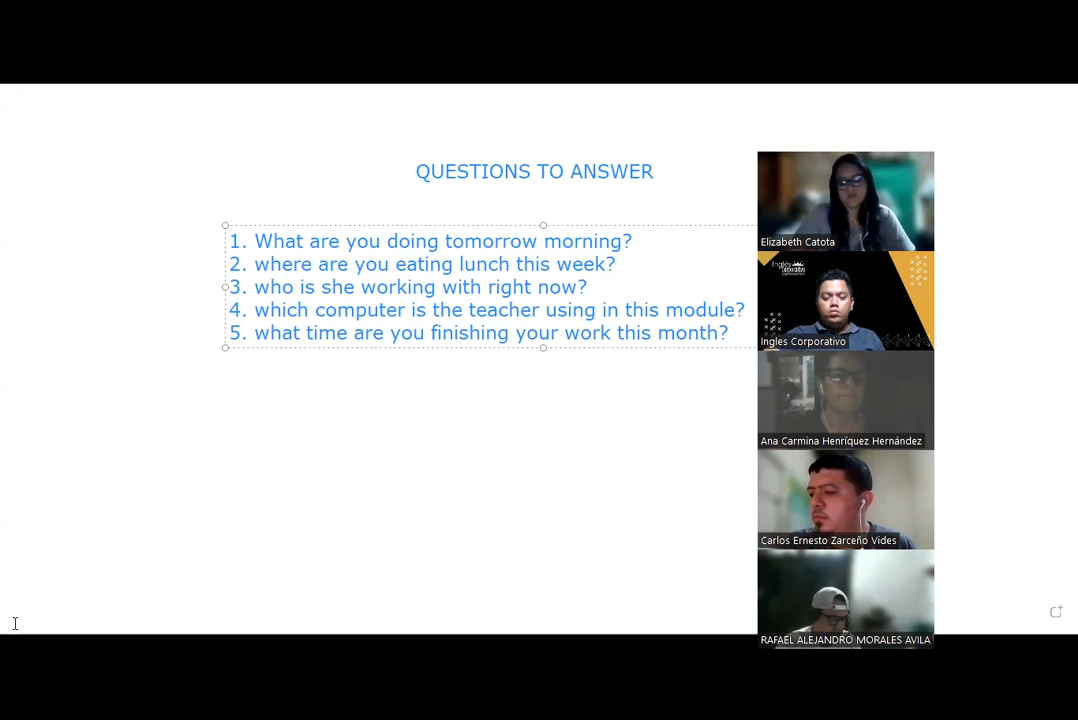 QUESTIONS TO ANSWER
1. What are you doing tomorrow morning?
2. where are you eating lunch this week?
3. who is she working with right now?
4. which computer is the teacher using in this module?
5. what time are you finishing your work this month?
Elizabeth Catota
Inglés
Corporativo
Ingles Corporativo
Ana Carmina Henríquez Hernández
Carlos Ernesto Zarceño Vides
RAFAEL ALEJANDRO MORALES AVILA